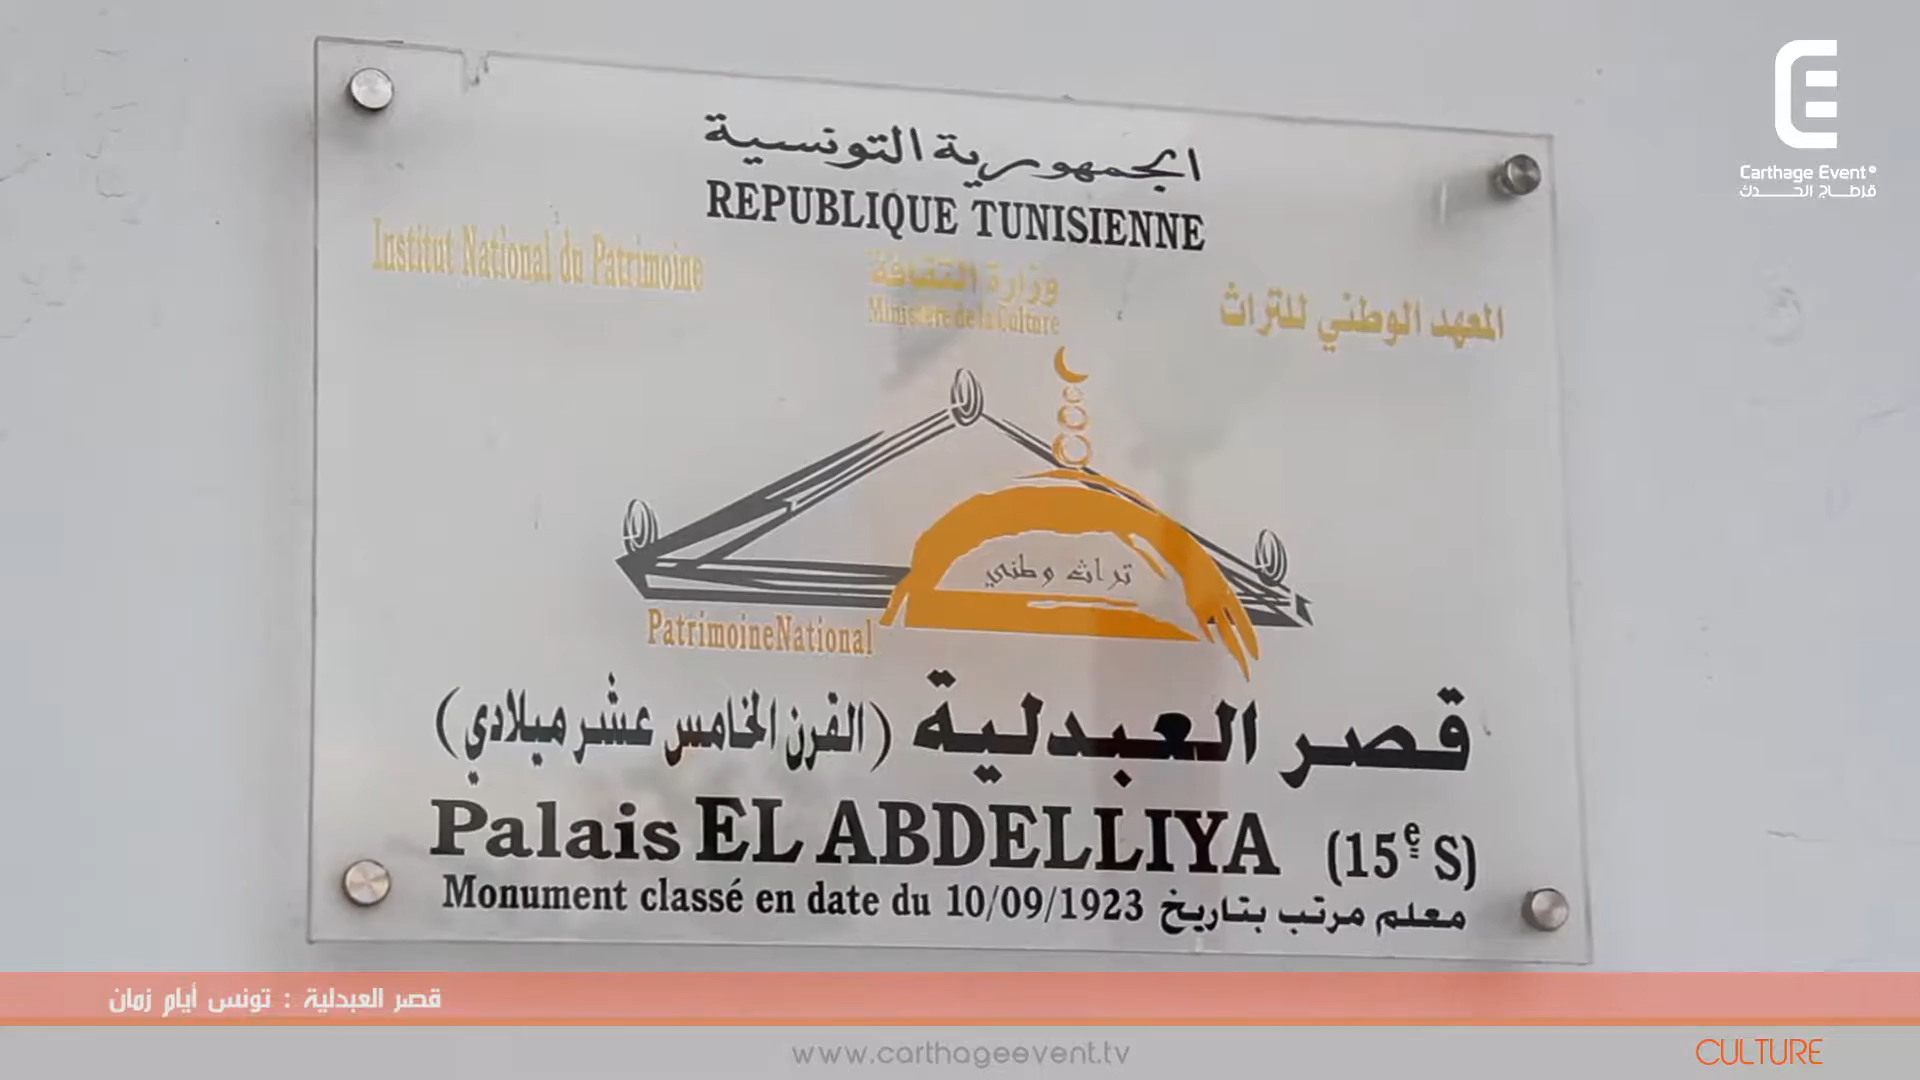 Carthage Event®
قرطاج الحدث
الجمهورية التونسية
REPUBLIQUE TUNISIENNE
Institut National du Patrimoine
وزارة الثقافة
Ministère de la Culture
المعهد الوطني للتراث
تراث وطني
PatrimoineNational
قصر العبدلية (القرن الخامس عشر ميلادي)
Palais EL ABDELLIYA (15e S)
Monument classé en date du 10/09/1923 معلم مرتب بتاريخ
قصر العبدلية : تونس أيام زمان
www.carthageevent.tv
CULTURE